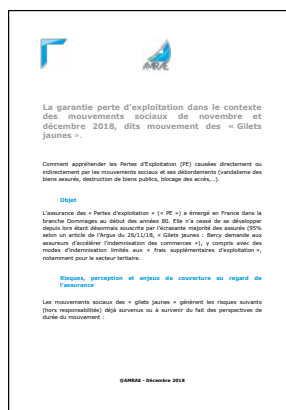 AMRAE
La garantie perte d'exploitation dans le contexte
des mouvements sociaux de novembre et
décembre 2018, dits mouvement des « Gilets
jaunes ».
Comment appréhender les Pertes d'Exploitation (PE) causées directement ou
indirectement par les mouvements sociaux et ses débordements (vandalisme des
biens assurés, destruction de biens publics, blocage des accès,…).
Objet
L'assurance des « Pertes d'exploitation » (« PE ») a émergé en France dans la
branche Dommages au début des années 80. Elle n'a cessé de se développer
depuis lors étant désormais souscrite par l'écrasante majorité des assurés (95%
selon un article de l'Argus du 26/11/18, « Gilets jaunes : Bercy demande aux
assureurs d'accélérer l'indemnisation des commerces »), y compris avec des
modes d'indemnisation limités aux « frais supplémentaires d'exploitation »,
notamment pour le secteur tertiaire.
Risques, perception et enjeux de couverture au regard de
l'assurance
Les mouvements sociaux des « gilets jaunes » génèrent les risques suivants
(hors responsabilités) déjà survenus ou à survenir du fait des perspectives de
durée du mouvement :
@AMRAE - Décembre 2018